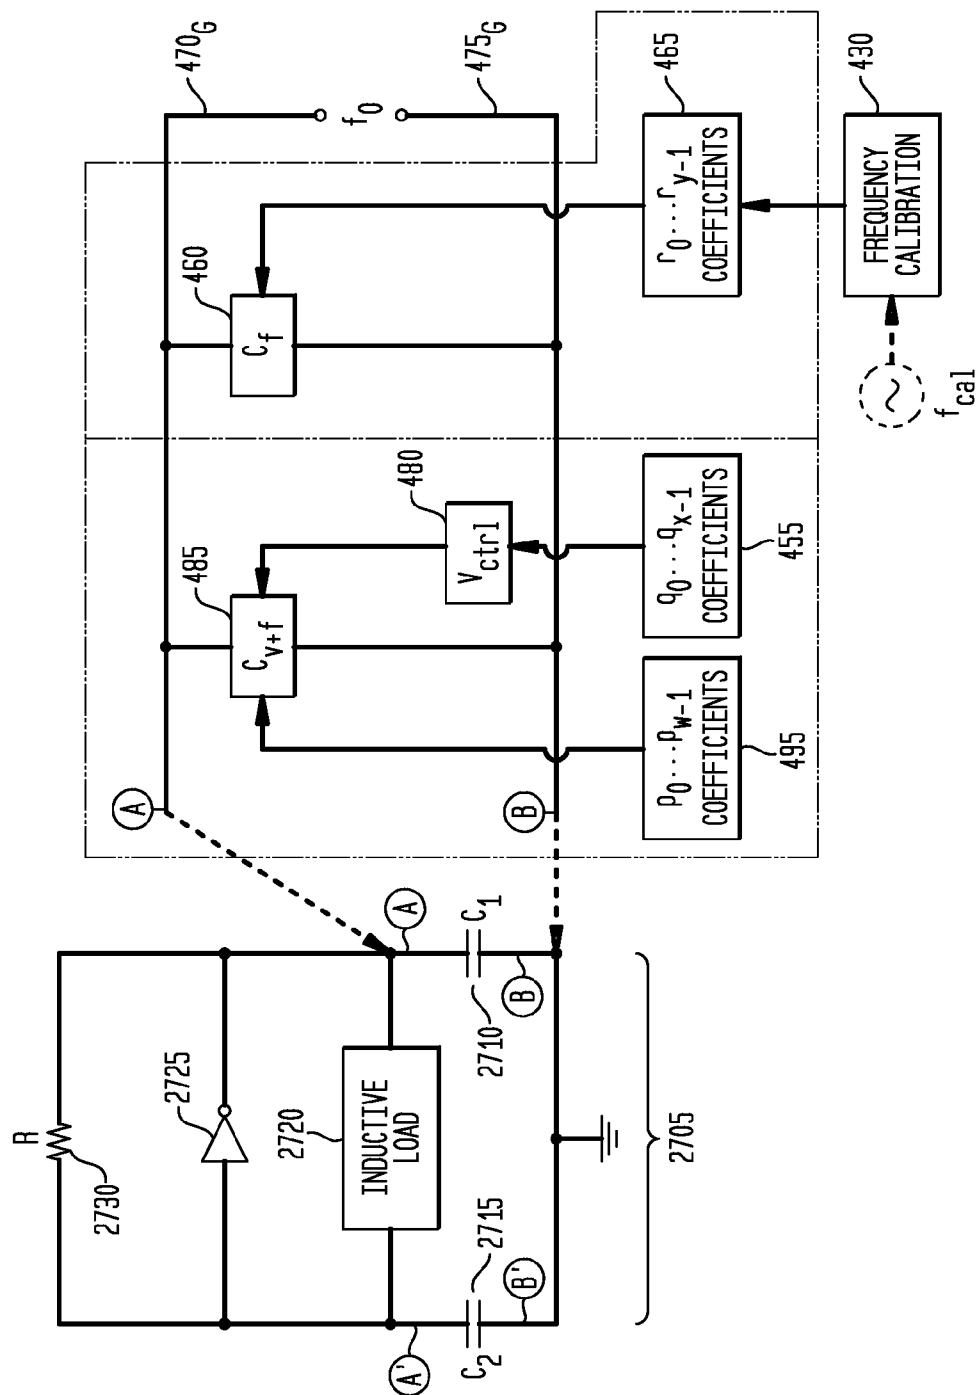 R
2730
2725
2720
INDUCTIVE
LOAD
A'
C2
2715
B'
A
C1
2710
B
2705
A
B
485
Cv+f
480
Vctrl
P0...Pw-1
COEFFICIENTS
495
q0...qx-1
COEFFICIENTS
455
460
Cf
470G
f0
475G
r0...ry-1
COEFFICIENTS
465
FREQUENCY
CALIBRATION
430
~
fcal